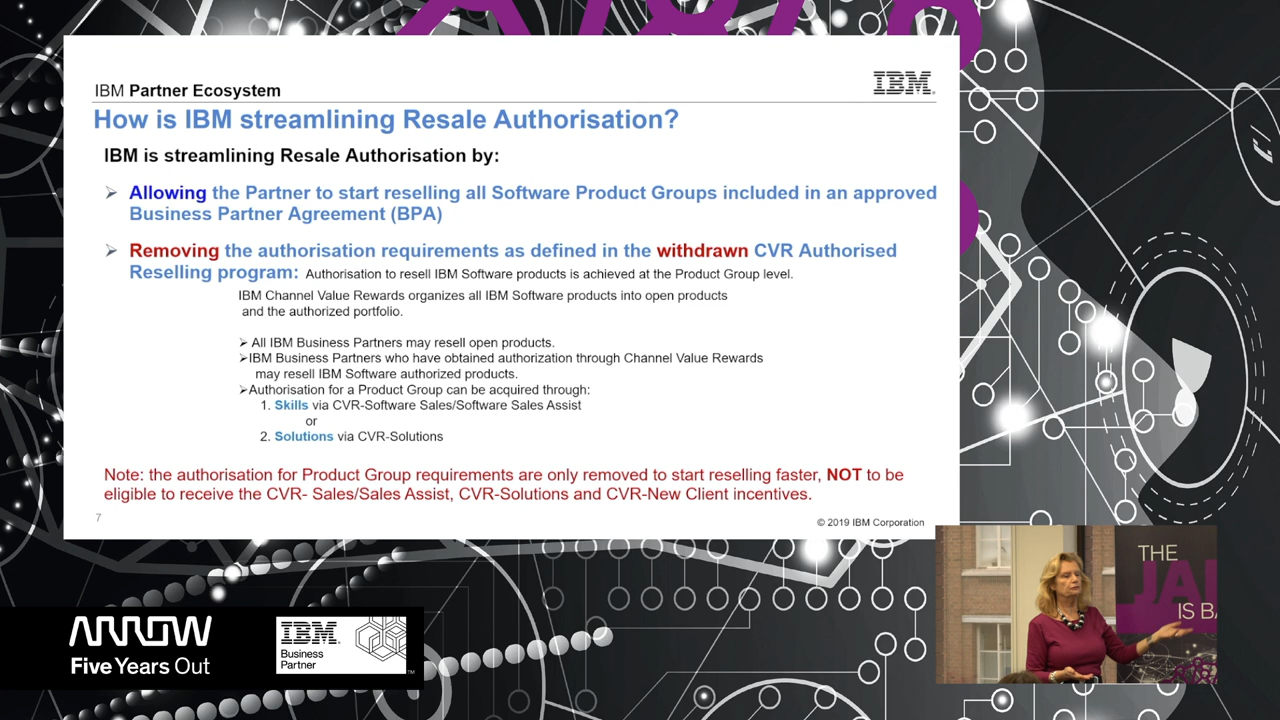 IBM Partner Ecosystem
IBM
How is IBM streamlining Resale Authorisation?
IBM is streamlining Resale Authorisation by:
➢ Allowing the Partner to start reselling all Software Product Groups included in an approved
Business Partner Agreement (BPA)
➢ Removing the authorisation requirements as defined in the withdrawn CVR Authorised
Reselling program: Authorisation to resell IBM Software products is achieved at the Product Group level.
IBM Channel Value Rewards organizes all IBM Software products into open products
and the authorized portfolio.
➢ All IBM Business Partners may resell open products.
➢IBM Business Partners who have obtained authorization through Channel Value Rewards
may resell IBM Software authorized products.
➢Authorisation for a Product Group can be acquired through:
1. Skills via CVR-Software Sales/Software Sales Assist
or
2. Solutions via CVR-Solutions
Note: the authorisation for Product Group requirements are only removed to start reselling faster, NOT to be
eligible to receive the CVR- Sales/Sales Assist, CVR-Solutions and CVR-New Client incentives.
7
© 2019 IBM Corporation
ARROW
Five Years Out
IBM
Business
Partner
THE
IS